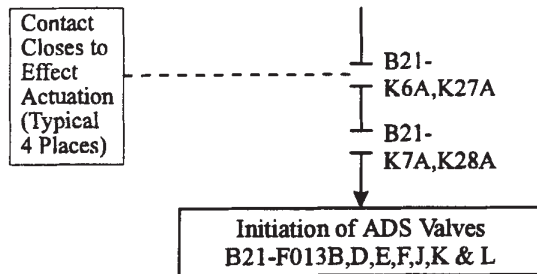 Contact
Closes to
Effect
Actuation
(Typical
4 Places)
B21-
K6A,K27A
B21-
K7A,K28A
Initiation of ADS Valves
B21-F013B,D,E,F,J,K & L